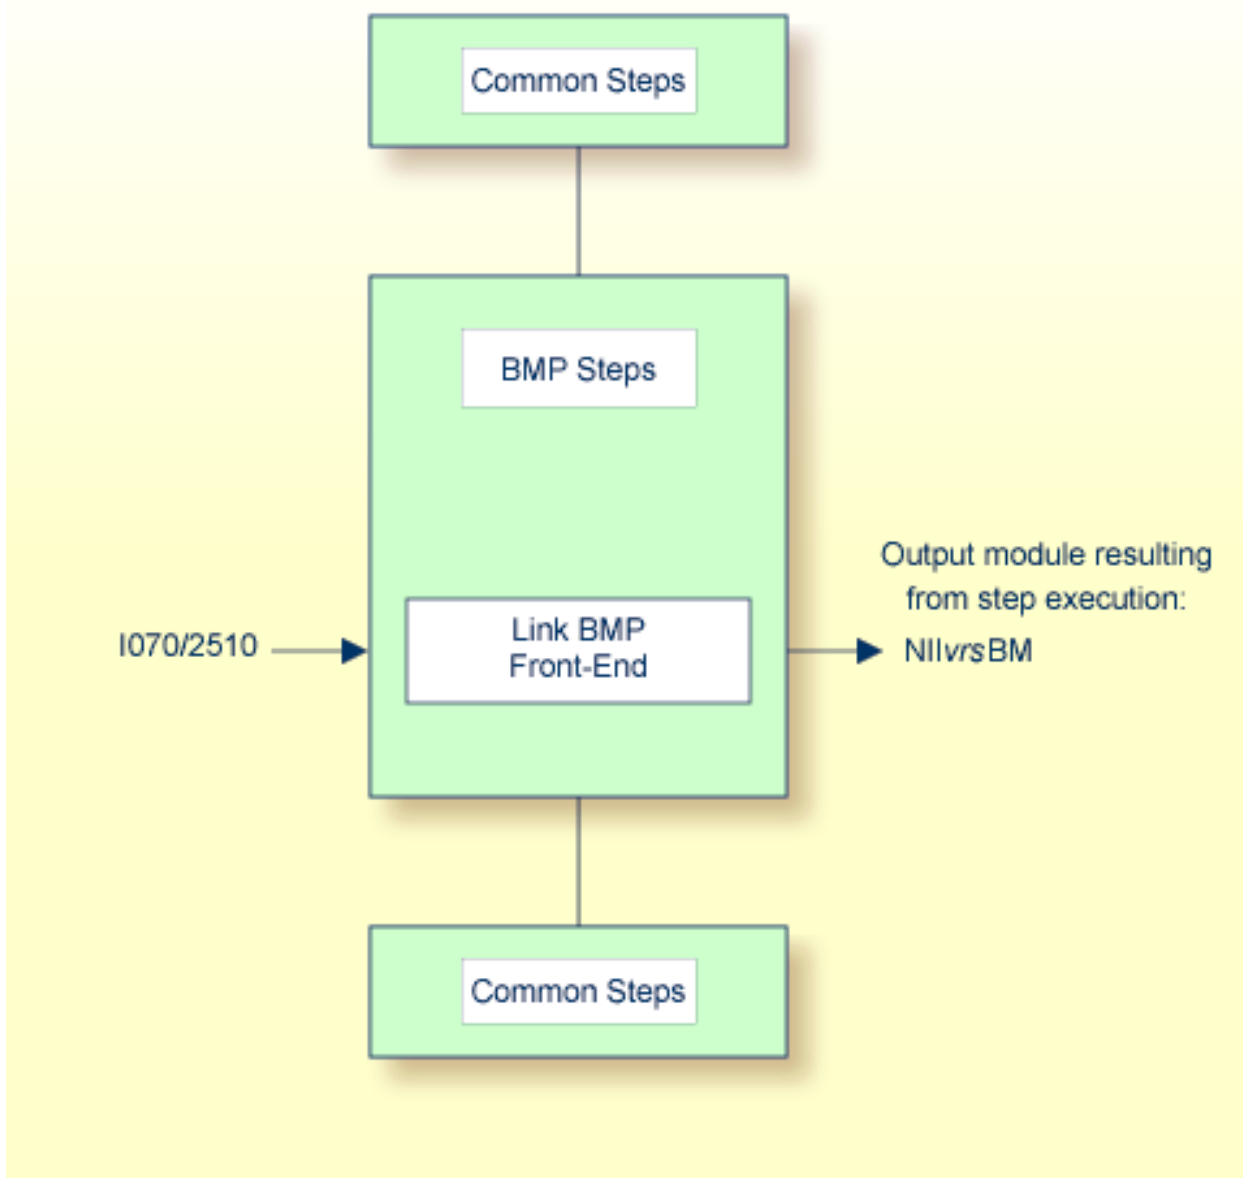 Common Steps
BMP Steps
Output module resulting
from step execution:
I070/2510
Link BMP
Front-End
NIIvrsBM
Common Steps